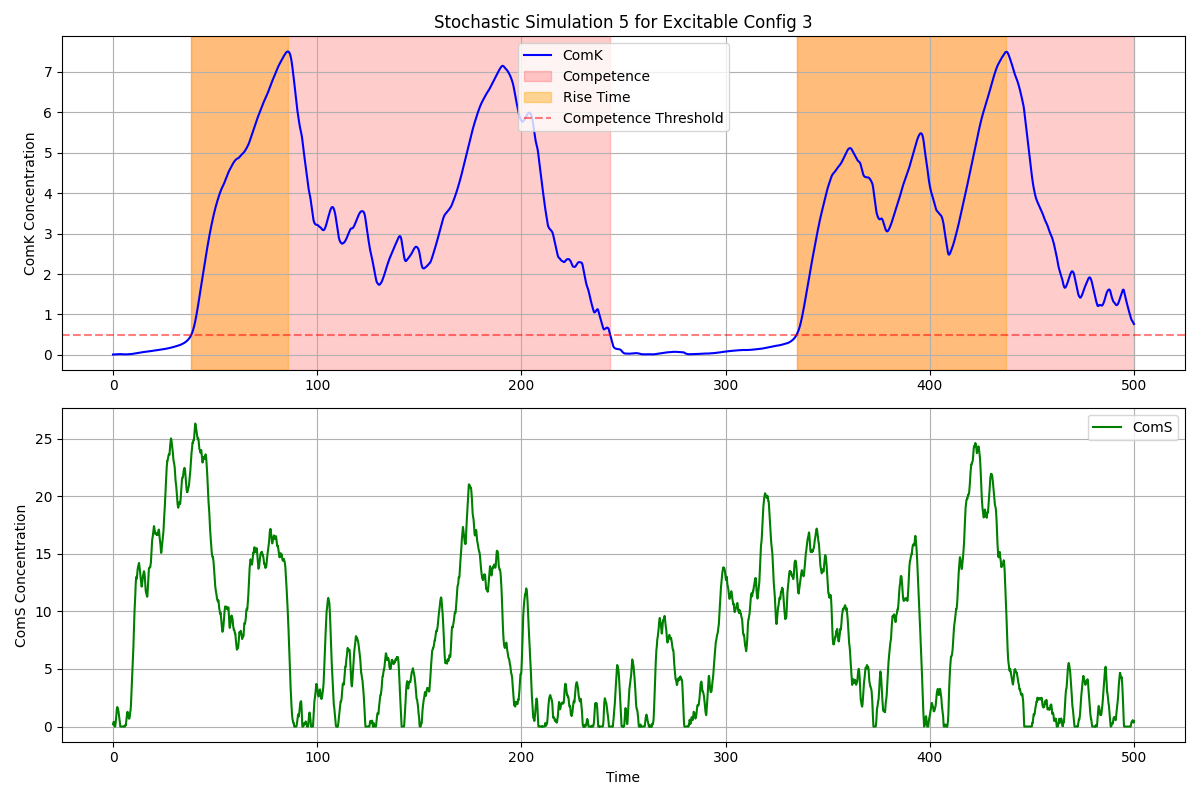 Stochastic Simulation 5 for Excitable Config 3
ComK Concentration
7
6
5
4
3
2
1
0
ComK
Competence
Rise Time
Competence Threshold
0 100 200 300 400 500
ComS Concentration
25
20
15
10
5
0
ComS
0 100 200 300 400 500
Time